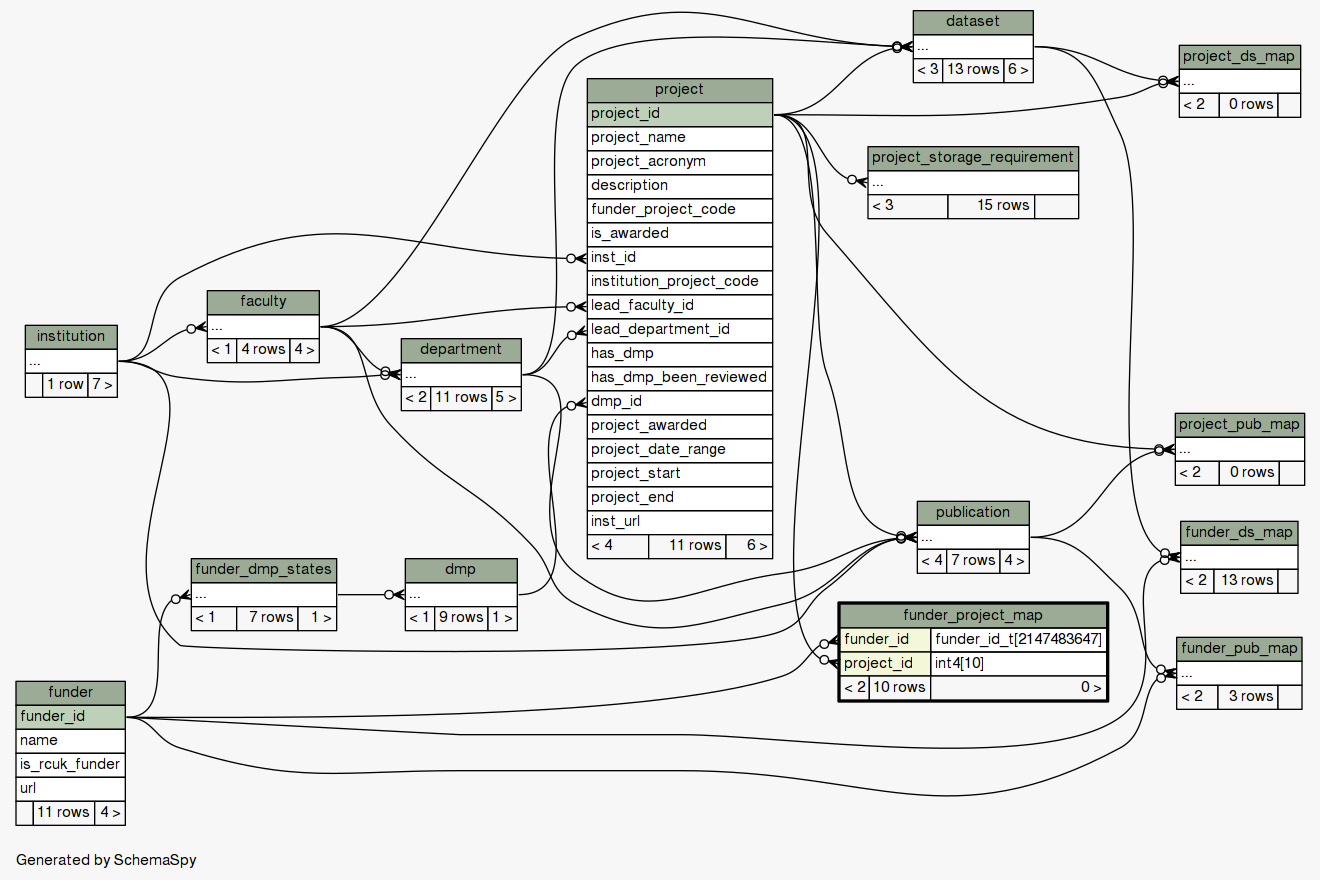 dataset
...
< 3 13 rows 6 >
project_ds_map
...
< 2 0 rows
project
project_id
project_name
project_acronym
description
funder_project_code
is_awarded
inst_id
institution_project_code
lead_faculty_id
lead_department_id
has_dmp
has_dmp_been_reviewed
dmp_id
project_awarded
project_date_range
project_start
project_end
inst_url
< 4 11 rows 6 >
project_storage_requirement
...
< 3 15 rows
faculty
...
< 1 4 rows 4 >
institution
...
1 row 7 >
department
...
< 2 11 rows 5 >
project_pub_map
...
< 2 0 rows
publication
...
< 4 7 rows 4 >
funder_ds_map
...
< 2 13 rows
funder_dmp_states
...
< 1 7 rows 1 >
dmp
...
< 1 9 rows 1 >
funder_project_map
funder_id funder_id_t[2147483647]
project_id int4[10]
< 2 10 rows 0 >
funder_pub_map
...
< 2 3 rows
funder
funder_id
name
is_rcuk_funder
url
11 rows 4 >
Generated by SchemaSpy